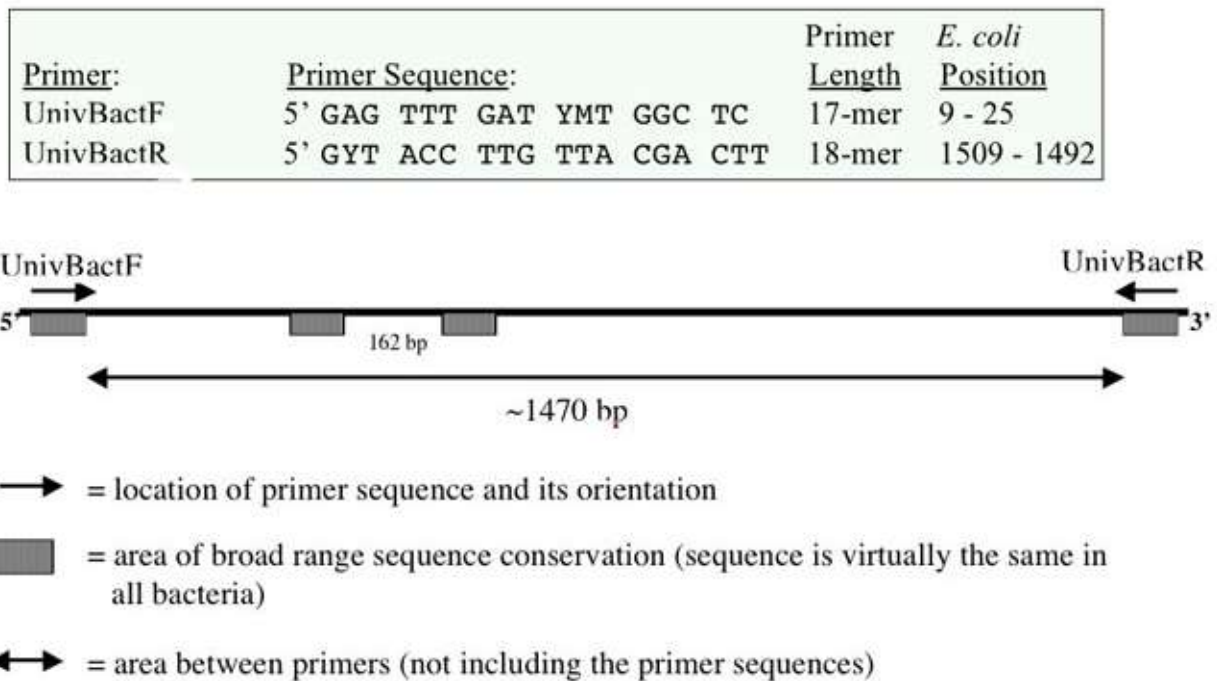 Primer E. coli
Primer: Primer Sequence: Length Position
UnivBactF 5’ GAG TTT GAT YMT GGC TC 17-mer 9 - 25
UnivBactR 5’ GYT ACC TTG TTA CGA CTT 18-mer 1509 - 1492
UnivBactF UnivBactR
5’ 3’
162 bp
~1470 bp
= location of primer sequence and its orientation
= area of broad range sequence conservation (sequence is virtually the same in
all bacteria)
= area between primers (not including the primer sequences)